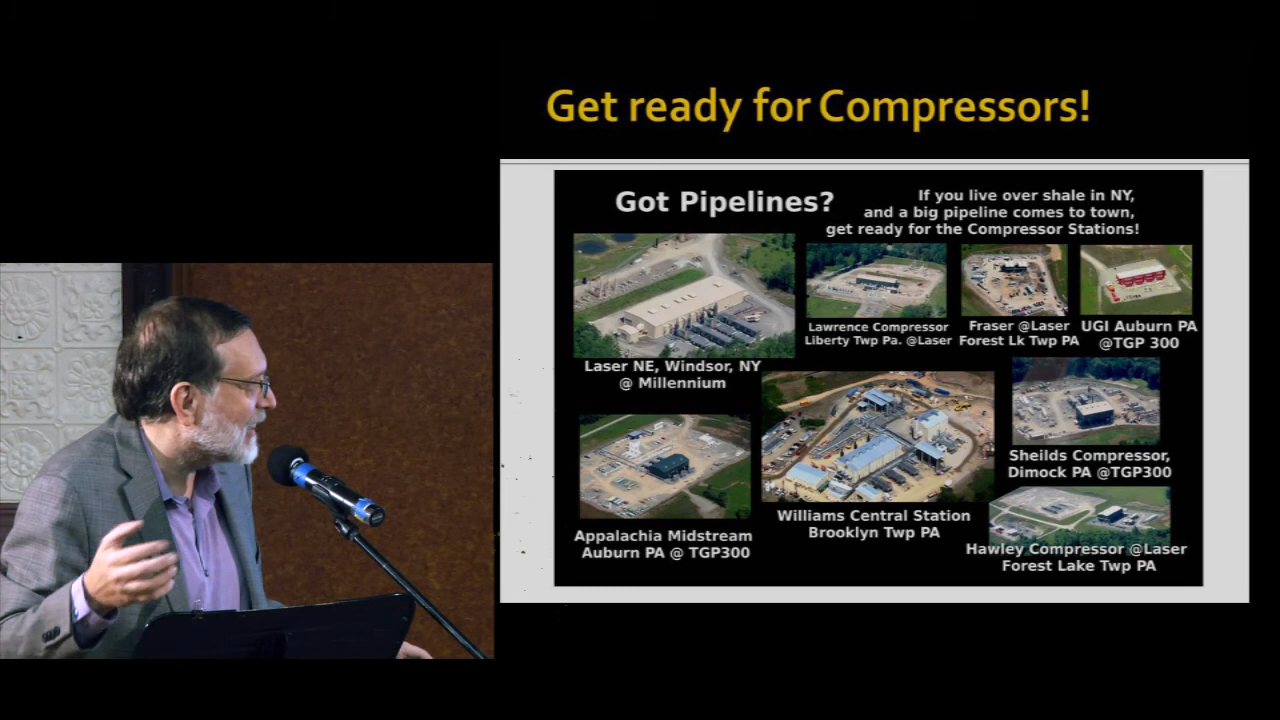 Get ready for Compressors!
Got Pipelines?
If you live over shale in NY,
and a big pipeline comes to town,
get ready for the Compressor Stations!
Lawrence Compressor
Liberty Twp Pa. @Laser
Fraser @Laser
Forest Lk Twp PA
UGI Auburn PA
@TGP 300
Laser NE, Windsor, NY
@ Millennium
Sheilds Compressor,
Dimock PA @TGP300
Appalachia Midstream
Auburn PA @ TGP300
Williams Central Station
Brooklyn Twp PA
Hawley Compressor @Laser
Forest Lake Twp PA